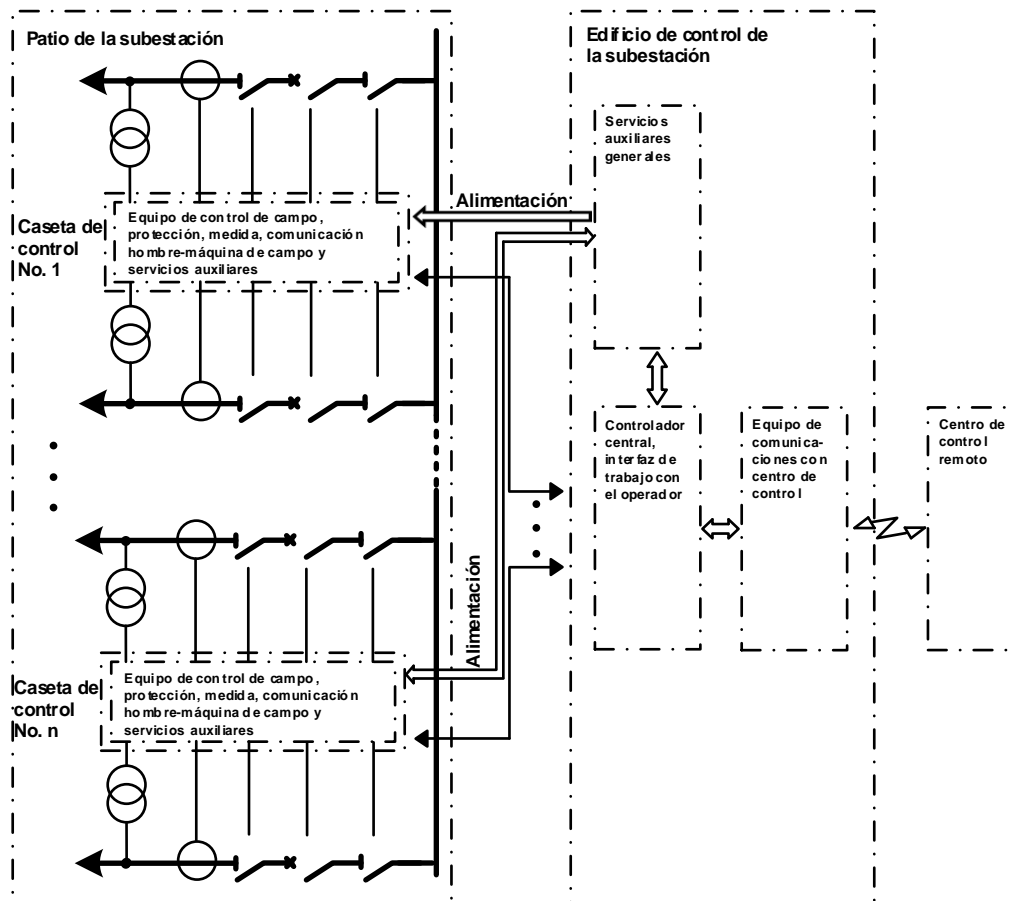 Patio de la subestación
Edificio de control de
la subestación
Servicios
auxiliares
generales
Alimentación
Caseta de
control
No. 1
Equipo de control de campo,
protección, medida, comunicación
hombre-máquina de campo y
servicios auxiliares
Controlador
central,
interfaz de
trabajo con
el operador
Equipo de
comunica-
ciones con
centro de
control
Centro de
control
remoto
Alimentación
Caseta de
control
No. n
Equipo de control de campo,
protección, medida, comunicación
hombre-máquina de campo y
servicios auxiliares